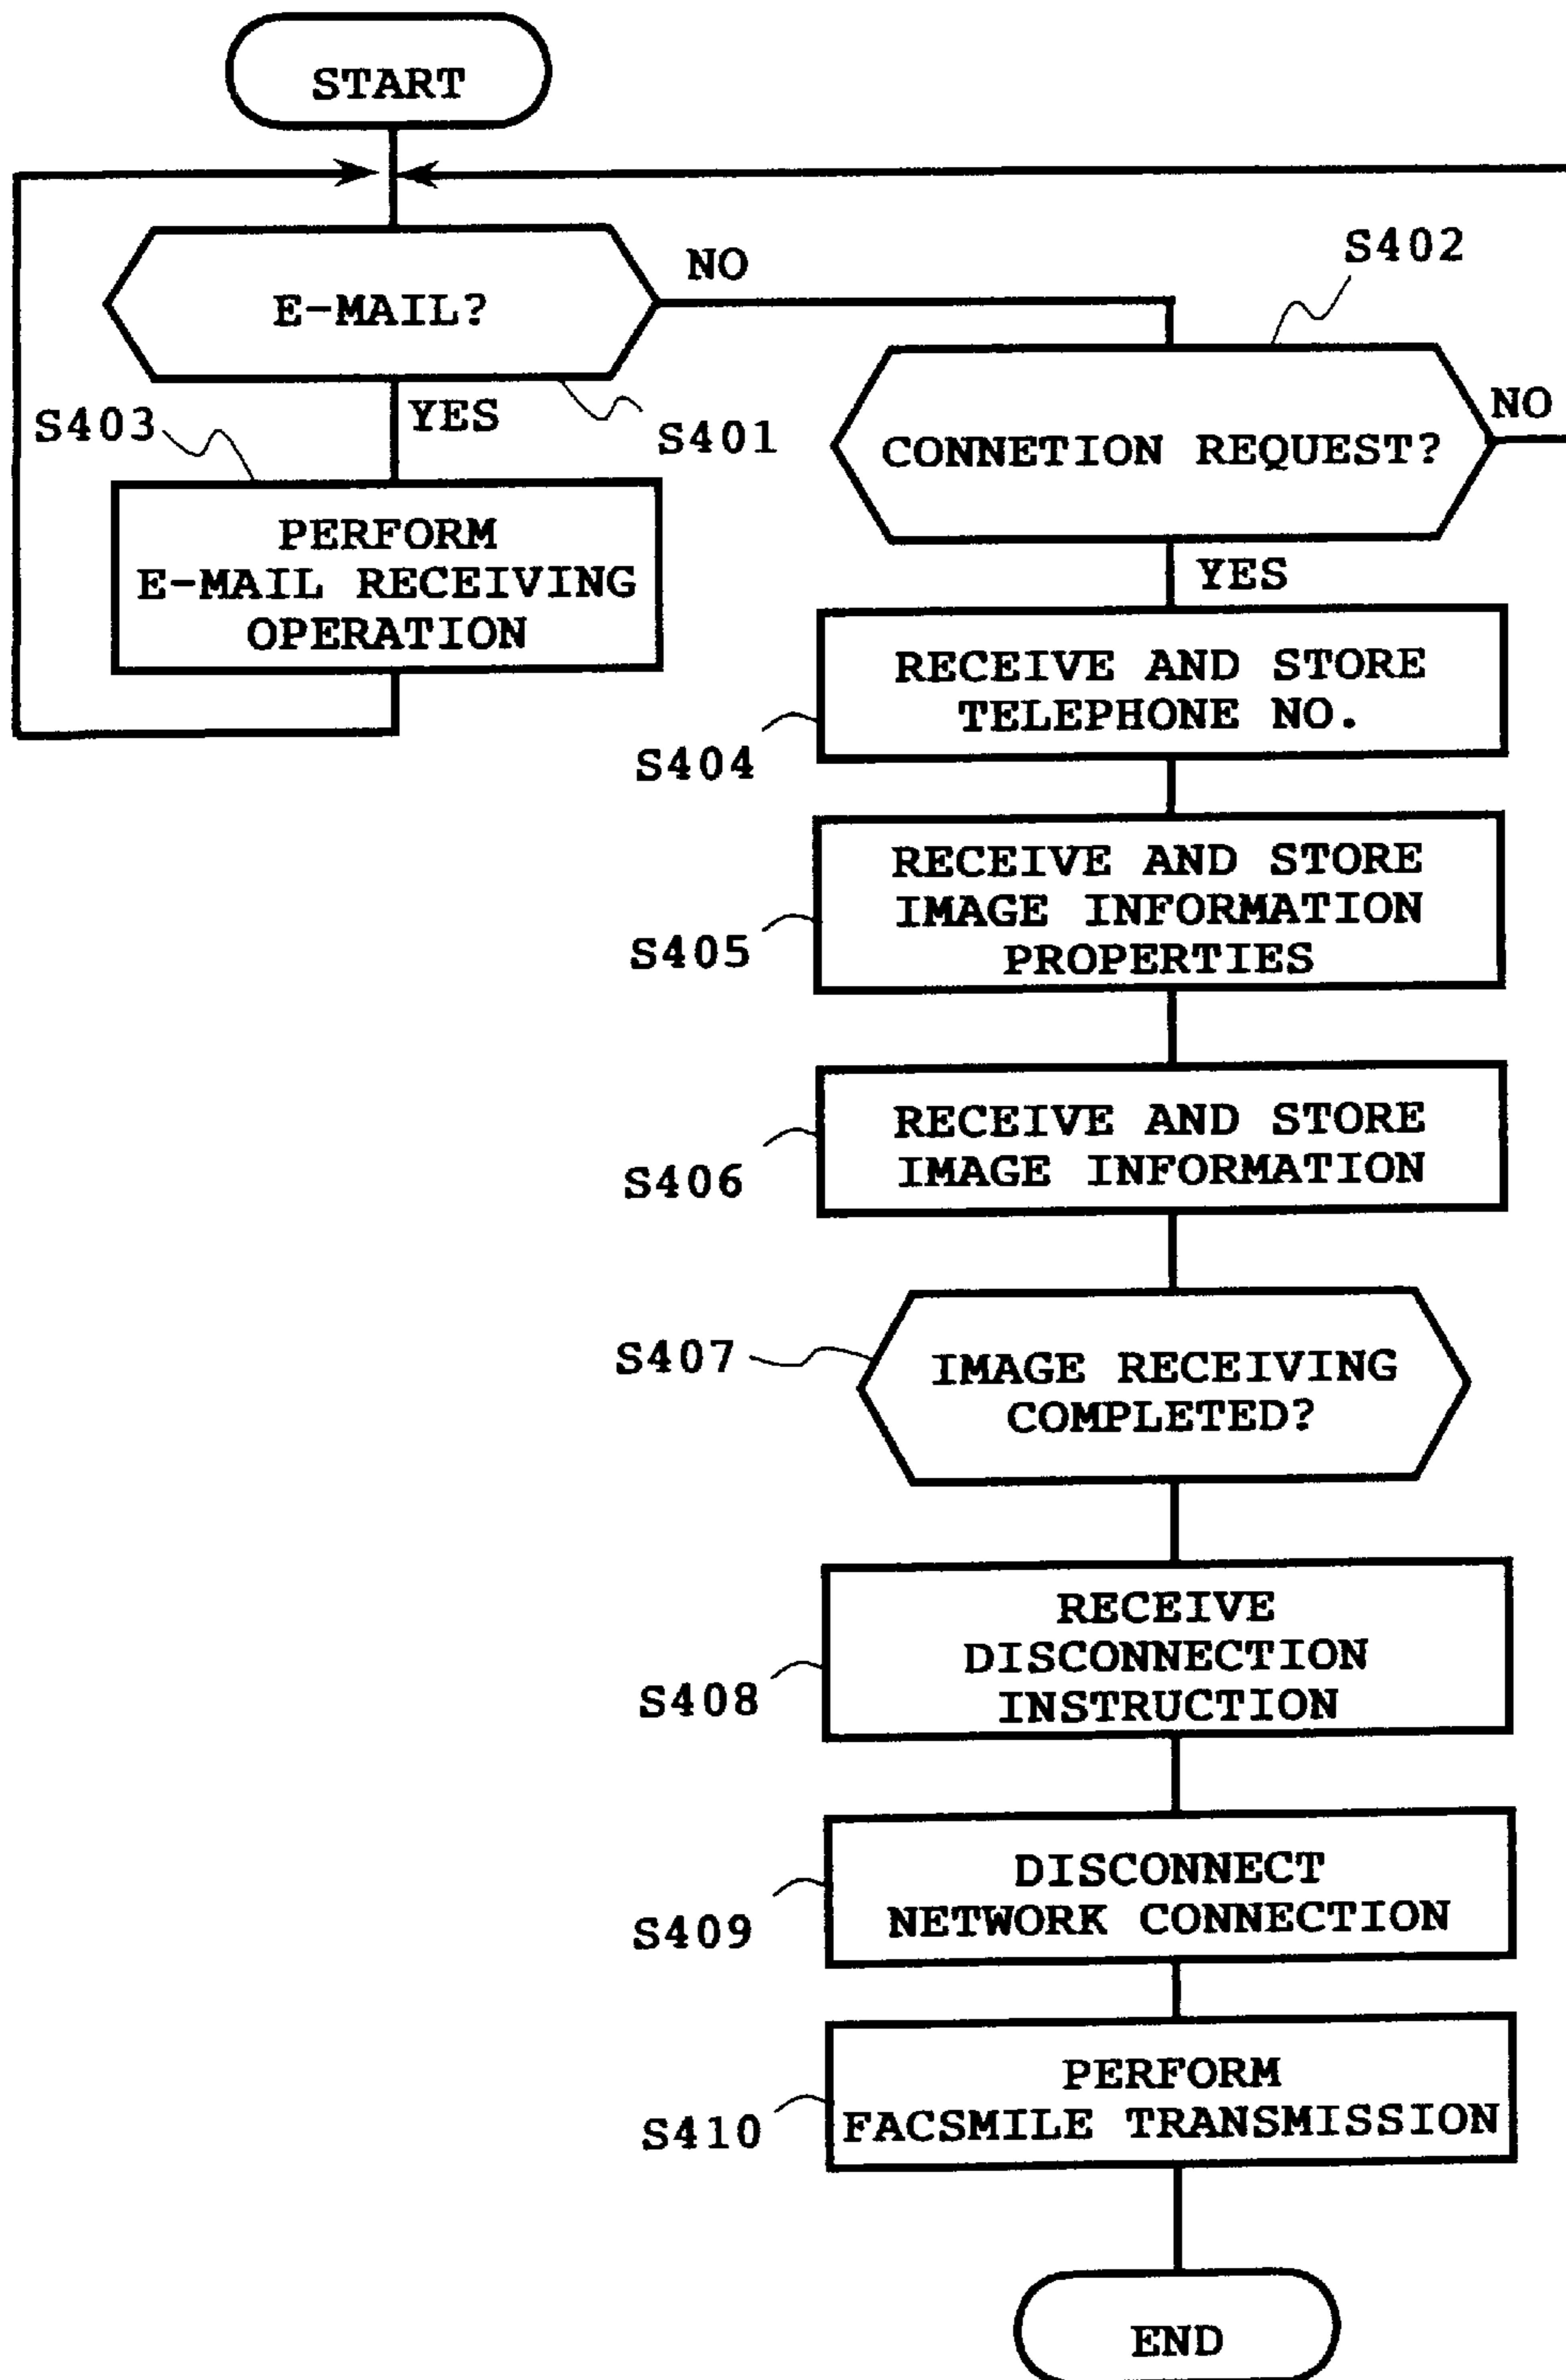 START
E-MAIL?
NO
S401
YES
S403
PERFORM
E-MAIL RECEIVING
OPERATION
S402
CONNETION REQUEST?
NO
YES
RECEIVE AND STORE
TELEPHONE NO.
S404
RECEIVE AND STORE
IMAGE INFORMATION
PROPERTIES
S405
RECEIVE AND STORE
IMAGE INFORMATION
S406
S407
IMAGE RECEIVING
COMPLETED?
RECEIVE
DISCONNECTION
INSTRUCTION
S408
DISCONNECT
NETWORK CONNECTION
S409
PERFORM
FACSMILE TRANSMISSION
S410
END